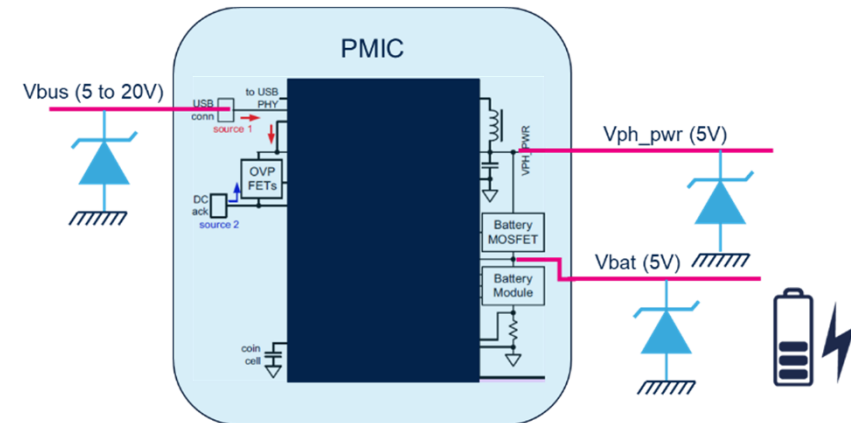 PMIC
Vbus (5 to 20V)
to USB
PHY
USB
conn
source 1
OVP
FETs
DC
ack
source 2
coin
cell
VPH_PWR
Vph_pwr (5V)
Battery
MOSFET
Vbat (5V)
Battery
Module